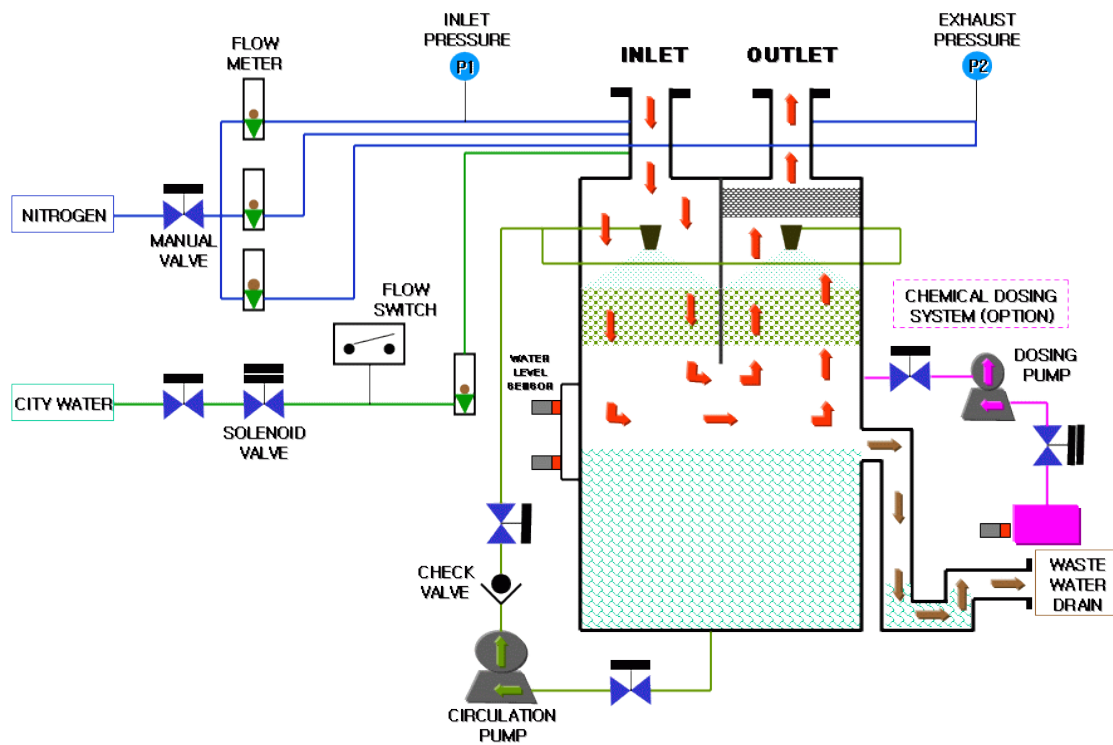 INLET
PRESSURE
P1
EXHAUST
PRESSURE
P2
FLOW
METER
INLET
OUTLET
NITROGEN
MANUAL
VALVE
FLOW
SWITCH
CHEMICAL DOSING
SYSTEM (OPTION)
WATER
LEVEL
SENSOR
DOSING
PUMP
CITY WATER
SOLENOID
VALVE
CHECK
VALVE
WASTE
WATER
DRAIN
CIRCULATION
PUMP